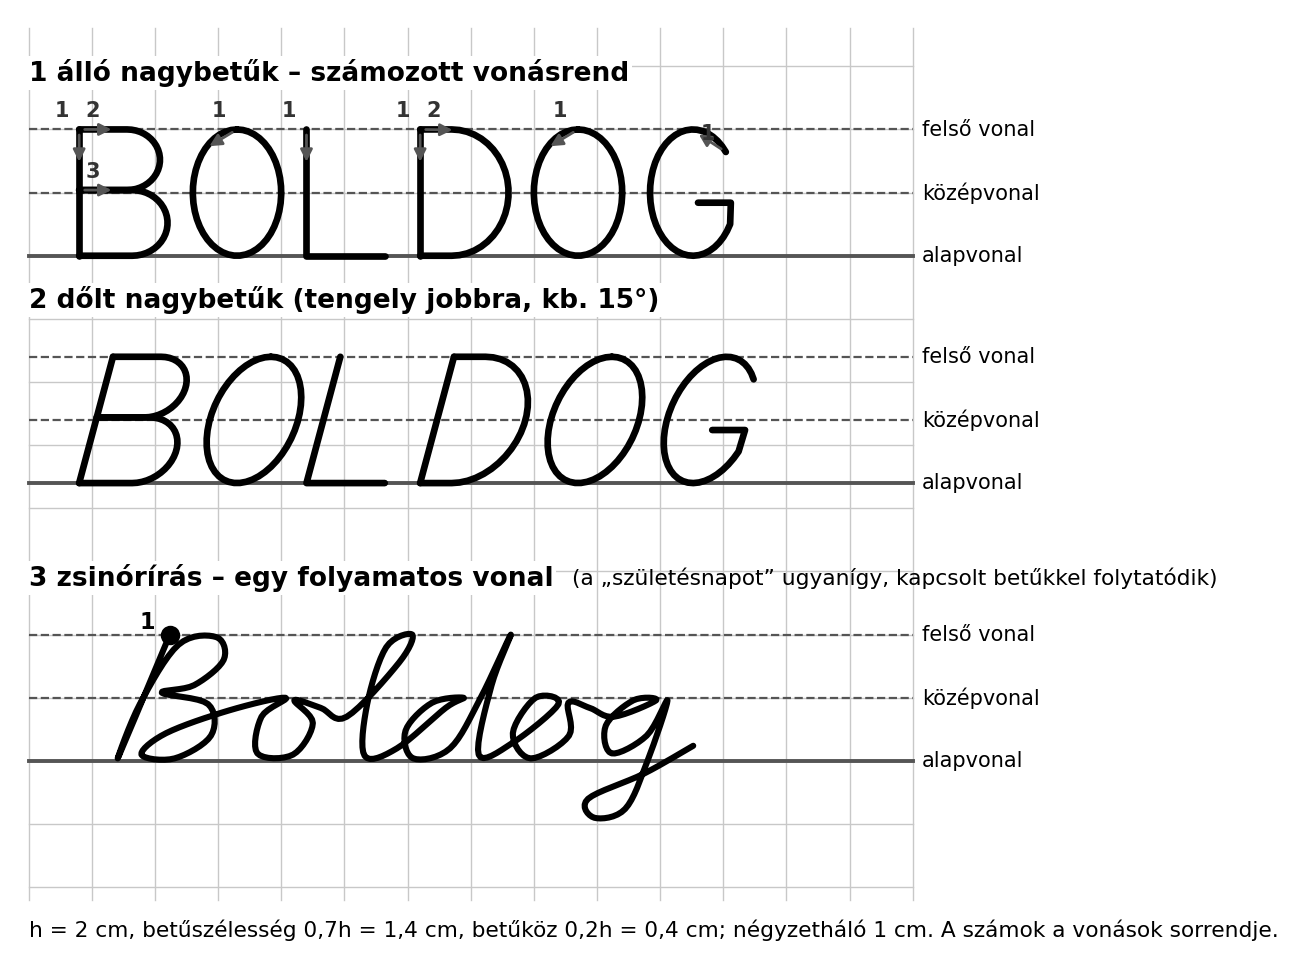 1 álló nagybetűk – számozott vonásrend
1 2 1 1 1 2 1 1
3
BOLDOG
felső vonal
középvonal
alapvonal
2 dőlt nagybetűk (tengely jobbra, kb. 15°)
BOLDOG
felső vonal
középvonal
alapvonal
3 zsinórírás – egy folyamatos vonal (a „születésnapot” ugyanígy, kapcsolt betűkkel folytatódik)
1
Boldog
felső vonal
középvonal
alapvonal
h = 2 cm, betűszélesség 0,7h = 1,4 cm, betűköz 0,2h = 0,4 cm; négyzetháló 1 cm. A számok a vonások sorrendje.